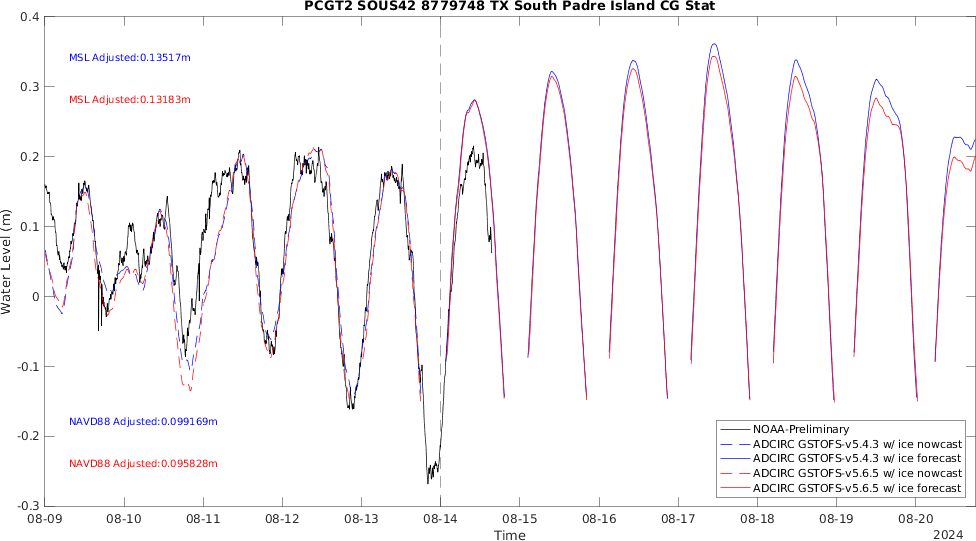 PCGT2 SOUS42 8779748 TX South Padre Island CG Stat
0.4
0.3
0.2
0.1
0
-0.1
-0.2
-0.3
Water Level (m)
MSL Adjusted:0.13517m
MSL Adjusted:0.13183m
NAVD88 Adjusted:0.099169m
NAVD88 Adjusted:0.095828m
NOAA-Preliminary
ADCIRC GSTOFS-v5.4.3 w/ ice nowcast
ADCIRC GSTOFS-v5.4.3 w/ ice forecast
ADCIRC GSTOFS-v5.6.5 w/ ice nowcast
ADCIRC GSTOFS-v5.6.5 w/ ice forecast
08-09 08-10 08-11 08-12 08-13 08-14 08-15 08-16 08-17 08-18 08-19 08-20
Time
2024